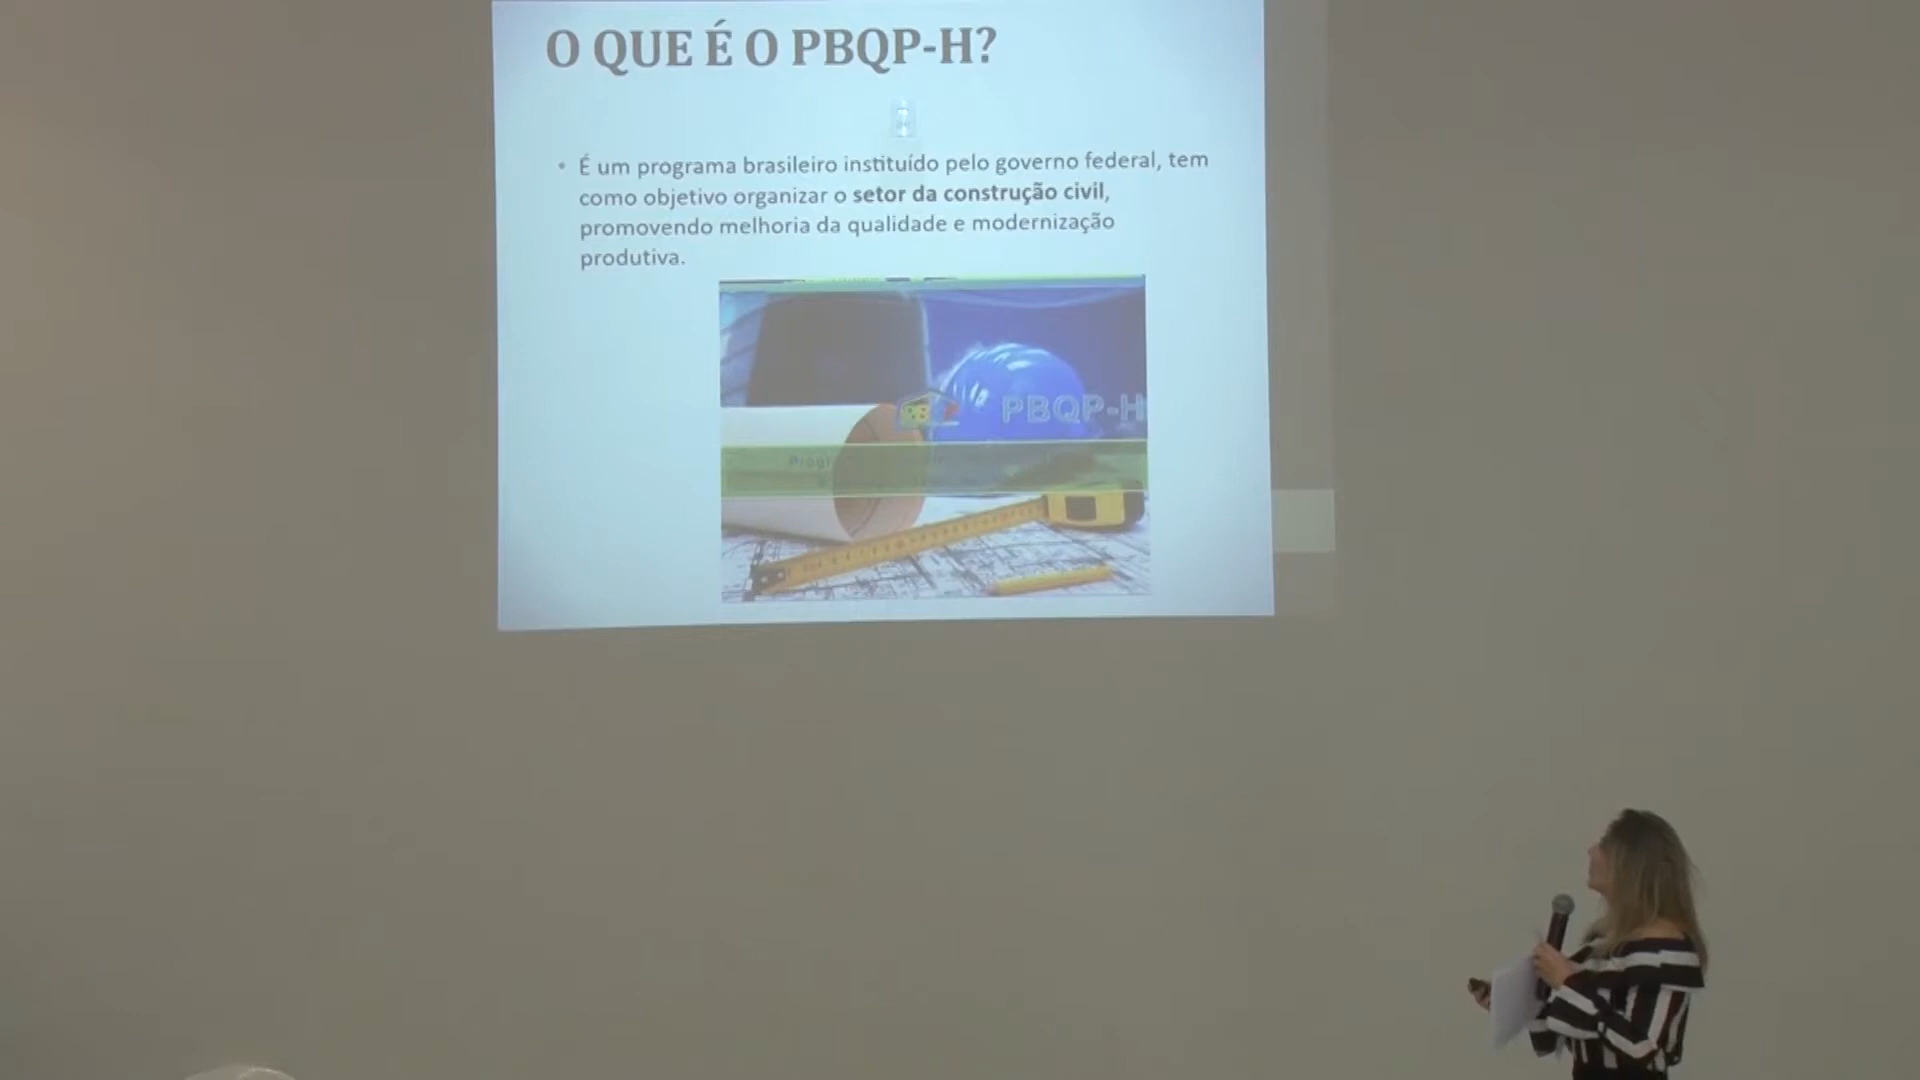 O QUE É O PBQP-H?
• É um programa brasileiro instituído pelo governo federal, tem
como objetivo organizar o setor da construção civil,
promovendo melhoria da qualidade e modernização
produtiva.
PBQP-H